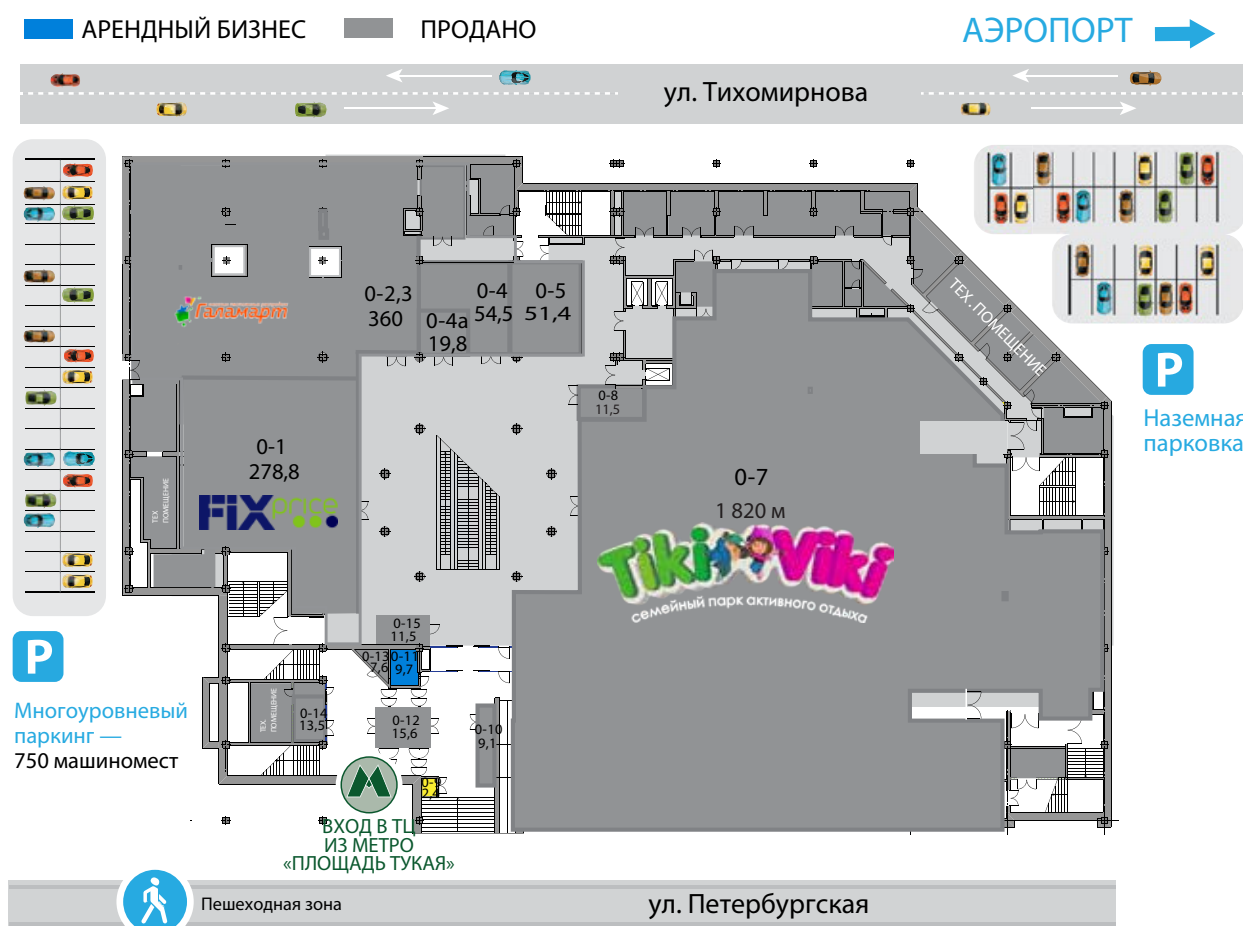 АРЕНДНЫЙ БИЗНЕС
ПРОДАНО
АЭРОПОРТ
ул. Тихомирнова
Галамарт
0-2,3
360
0-4
54,5
0-4а
19,8
0-5
51,4
ТЕХ. ПОМЕЩЕНИЕ
P
Наземная
парковка
0-8
11,5
0-1
278,8
FIXprice
ТЕХ
ПОМЕЩЕНИЕ
0-7
1 820 м
Tiki Viki
семейный парк активного отдыха
0-15
11,5
0-13
7,6
0-11
9,7
P
Многоуровневый
паркинг —
750 машиномест
ТЕХ.
ПОМЕЩЕНИЕ
0-14
13,5
0-12
15,6
0-10
9,1
ВХОД В ТЦ
ИЗ МЕТРО
«ПЛОЩАДЬ ТУКАЯ»
Пешеходная зона
ул. Петербургская